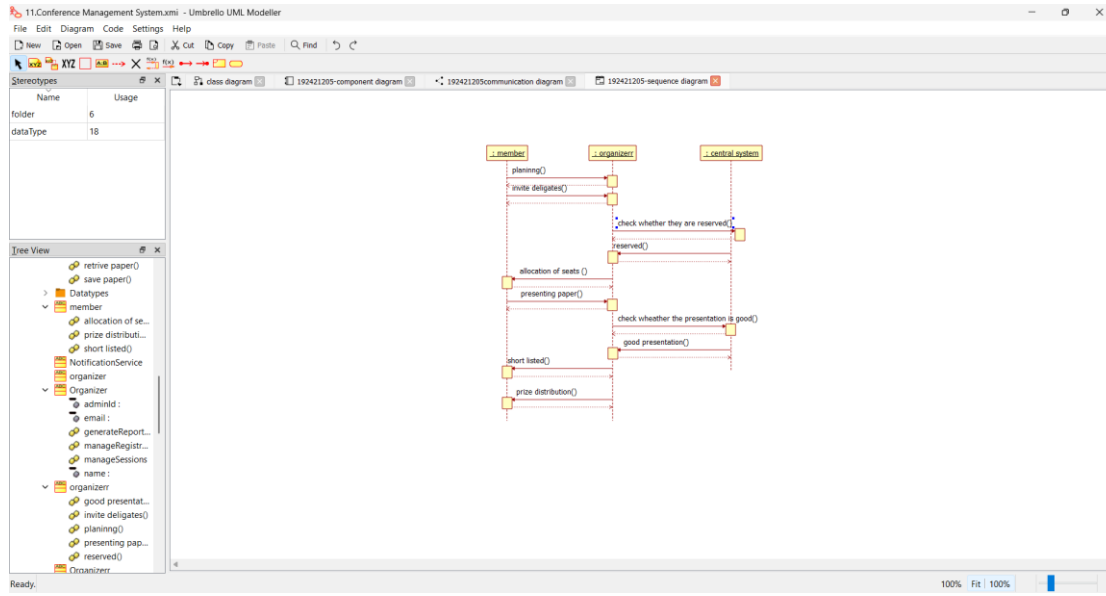 11.Conference Management System.xmi - Umbrello UML Modeller
File Edit Diagram Code Settings Help
New Open Save Cut Copy Paste Find
XYZ XYZ A.B
Stereotypes
class diagram 192421205-component diagram 192421205communication diagram 192421205-sequence diagram
Name Usage
folder 6
dataType 18
: member : organizerr : central system
planinng()
invite deligates()
check whether they are reserved()
reserved()
allocation of seats ()
presenting paper()
check wheather the presentation is good()
good presentation()
short listed()
prize distribution()
Tree View
retrive paper()
save paper()
Datatypes
member
allocation of se...
prize distributi...
short listed()
NotificationService
organizer
Organizer
adminId :
email :
generateReport...
manageRegistr...
manageSessions
name :
organizerr
good presentat...
invite deligates()
planinng()
presenting pap...
reserved()
Organizerr
Ready.
100% Fit 100%